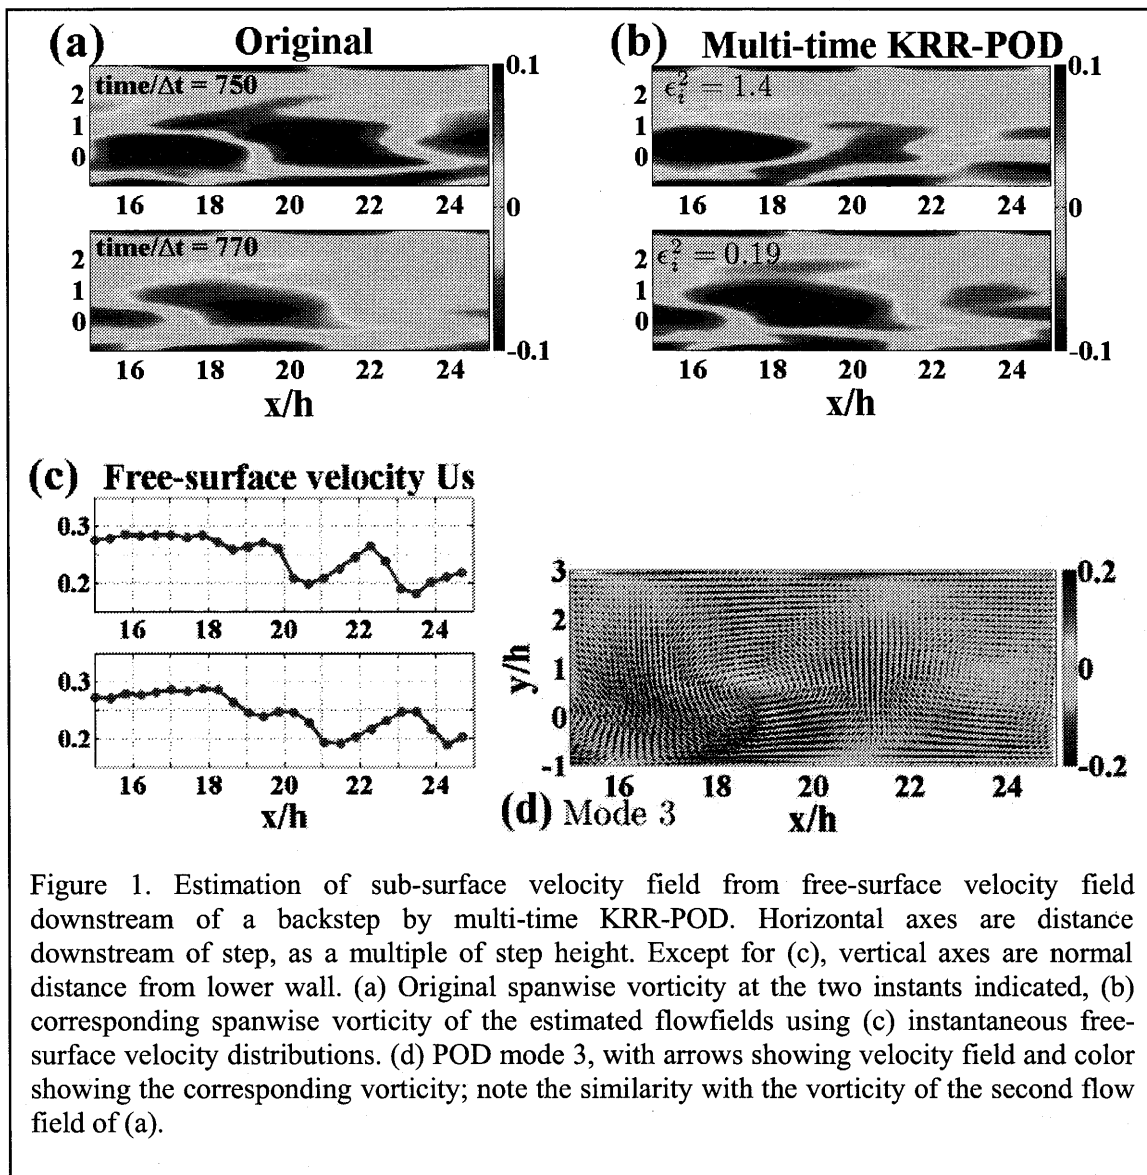 (a) Original
(b) Multi-time KRR-POD
time/Δt = 750
2
1
0
16 18 20 22 24
0.1
0
-0.1
time/Δt = 770
2
1
0
16 18 20 22 24
x/h
ϵ²ᵢ = 1.4
2
1
0
16 18 20 22 24
0.1
0
-0.1
ϵ²ᵢ = 0.19
2
1
0
16 18 20 22 24
x/h
(c) Free-surface velocity Us
0.3
0.2
16 18 20 22 24
0.3
0.2
16 18 20 22 24
x/h
y/h
3
2
1
0
-1
16 18 20 22 24
0.2
0
-0.2
(d) Mode 3
x/h
Figure 1. Estimation of sub-surface velocity field from free-surface velocity field
downstream of a backstep by multi-time KRR-POD. Horizontal axes are distance
downstream of step, as a multiple of step height. Except for (c), vertical axes are normal
distance from lower wall. (a) Original spanwise vorticity at the two instants indicated, (b)
corresponding spanwise vorticity of the estimated flowfields using (c) instantaneous free-
surface velocity distributions. (d) POD mode 3, with arrows showing velocity field and color
showing the corresponding vorticity; note the similarity with the vorticity of the second flow
field of (a).